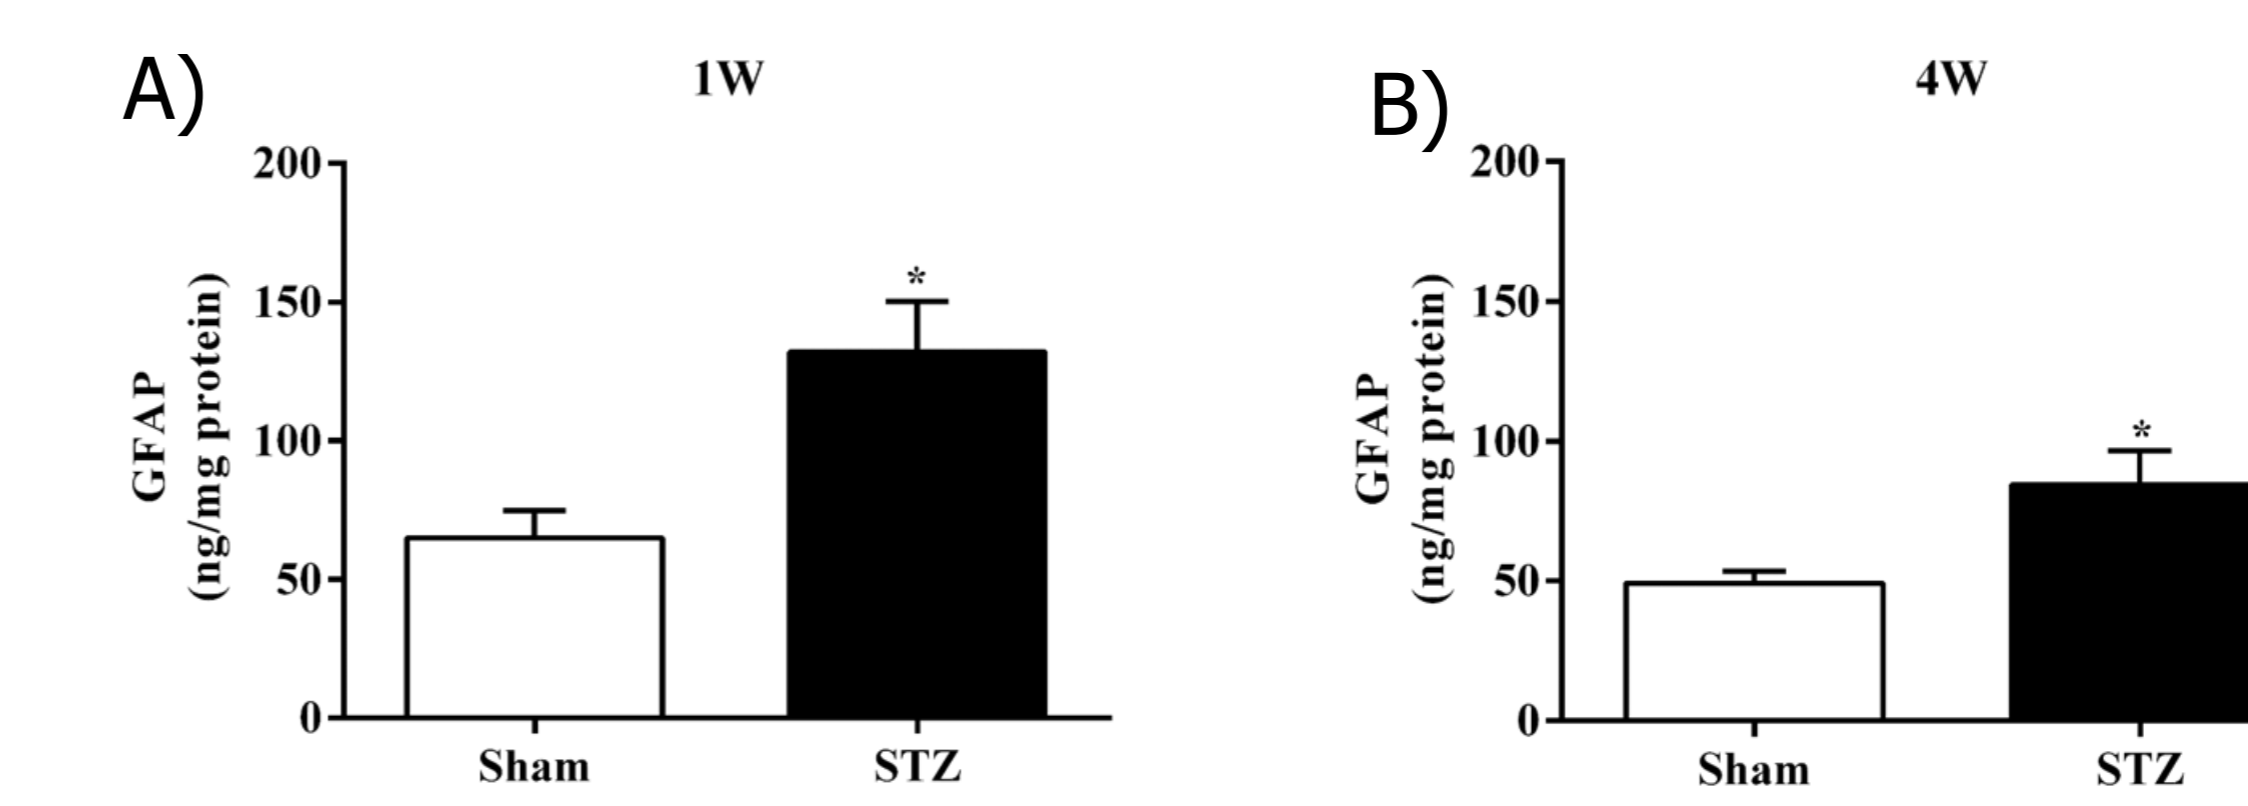 A)
1W
GFAP
(ng/mg protein)
200
150
100
50
0
*
Sham
STZ
B)
4W
GFAP
(ng/mg protein)
200
150
100
50
0
*
Sham
STZ